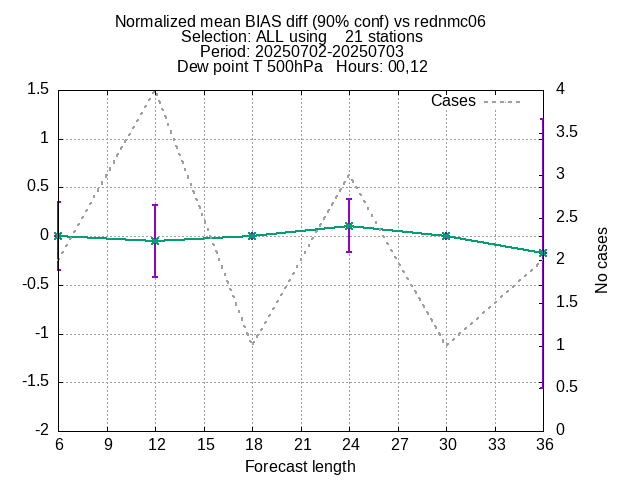 Normalized mean BIAS diff (90% conf) vs rednmc06
Selection: ALL using    21 stations
Period: 20250702-20250703
Dew point T 500hPa   Hours: 00,12
Cases
1.5
1
0.5
0
-0.5
-1
-1.5
-2
4
3.5
3
2.5
2
1.5
1
0.5
0
No cases
6 9 12 15 18 21 24 27 30 33 36
Forecast length